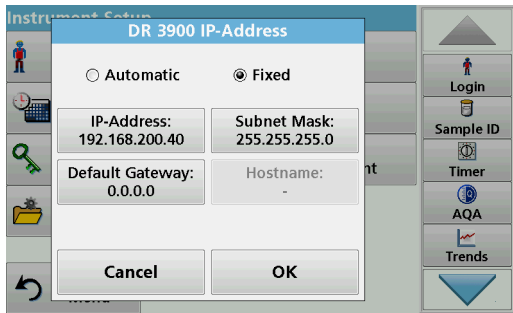 Instrument Setup
DR 3900 IP-Address
Automatic
Fixed
IP-Address:
192.168.200.40
Subnet Mask:
255.255.255.0
Default Gateway:
0.0.0.0
Hostname:
-
Cancel
OK
Login
Sample ID
Timer
AQA
Trends